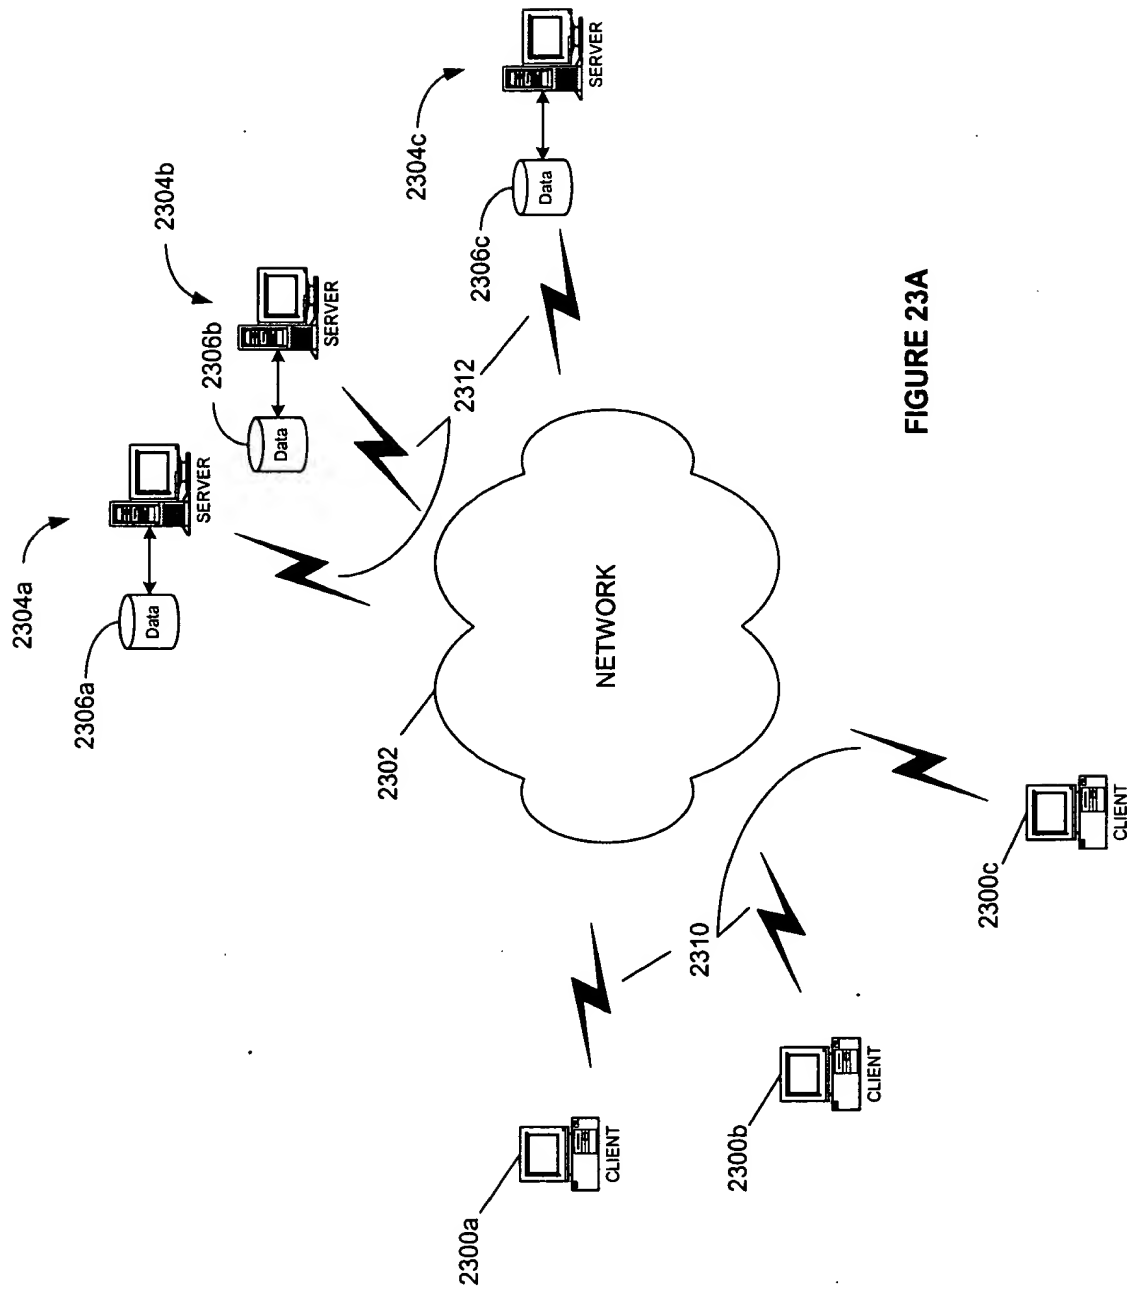 2300a
CLIENT
2300b
CLIENT
2300c
CLIENT
2310
2302
NETWORK
2304a
2306a
Data
SERVER
2304b
2306b
Data
SERVER
2304c
2306c
Data
SERVER
2312
FIGURE 23A